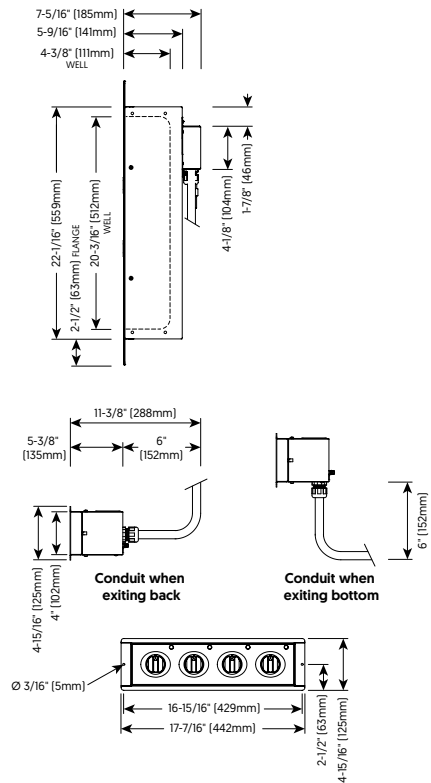 7-5/16" (185mm)
5-9/16" (141mm)
4-3/8" (111mm)
WELL
22-1/16" (559mm)
20-3/16" (512mm)
WELL
2-1/2" (63mm) FLANGE
4-1/8" (104mm)
1-7/8" (46mm)
11-3/8" (288mm)
5-3/8"
(135mm)
6"
(152mm)
4-15/16" (125mm)
4" (102mm)
Conduit when
exiting back
6" (152mm)
Conduit when
exiting bottom
Ø 3/16" (5mm)
16-15/16" (429mm)
17-7/16" (442mm)
2-1/2" (63mm)
4-15/16" (125mm)